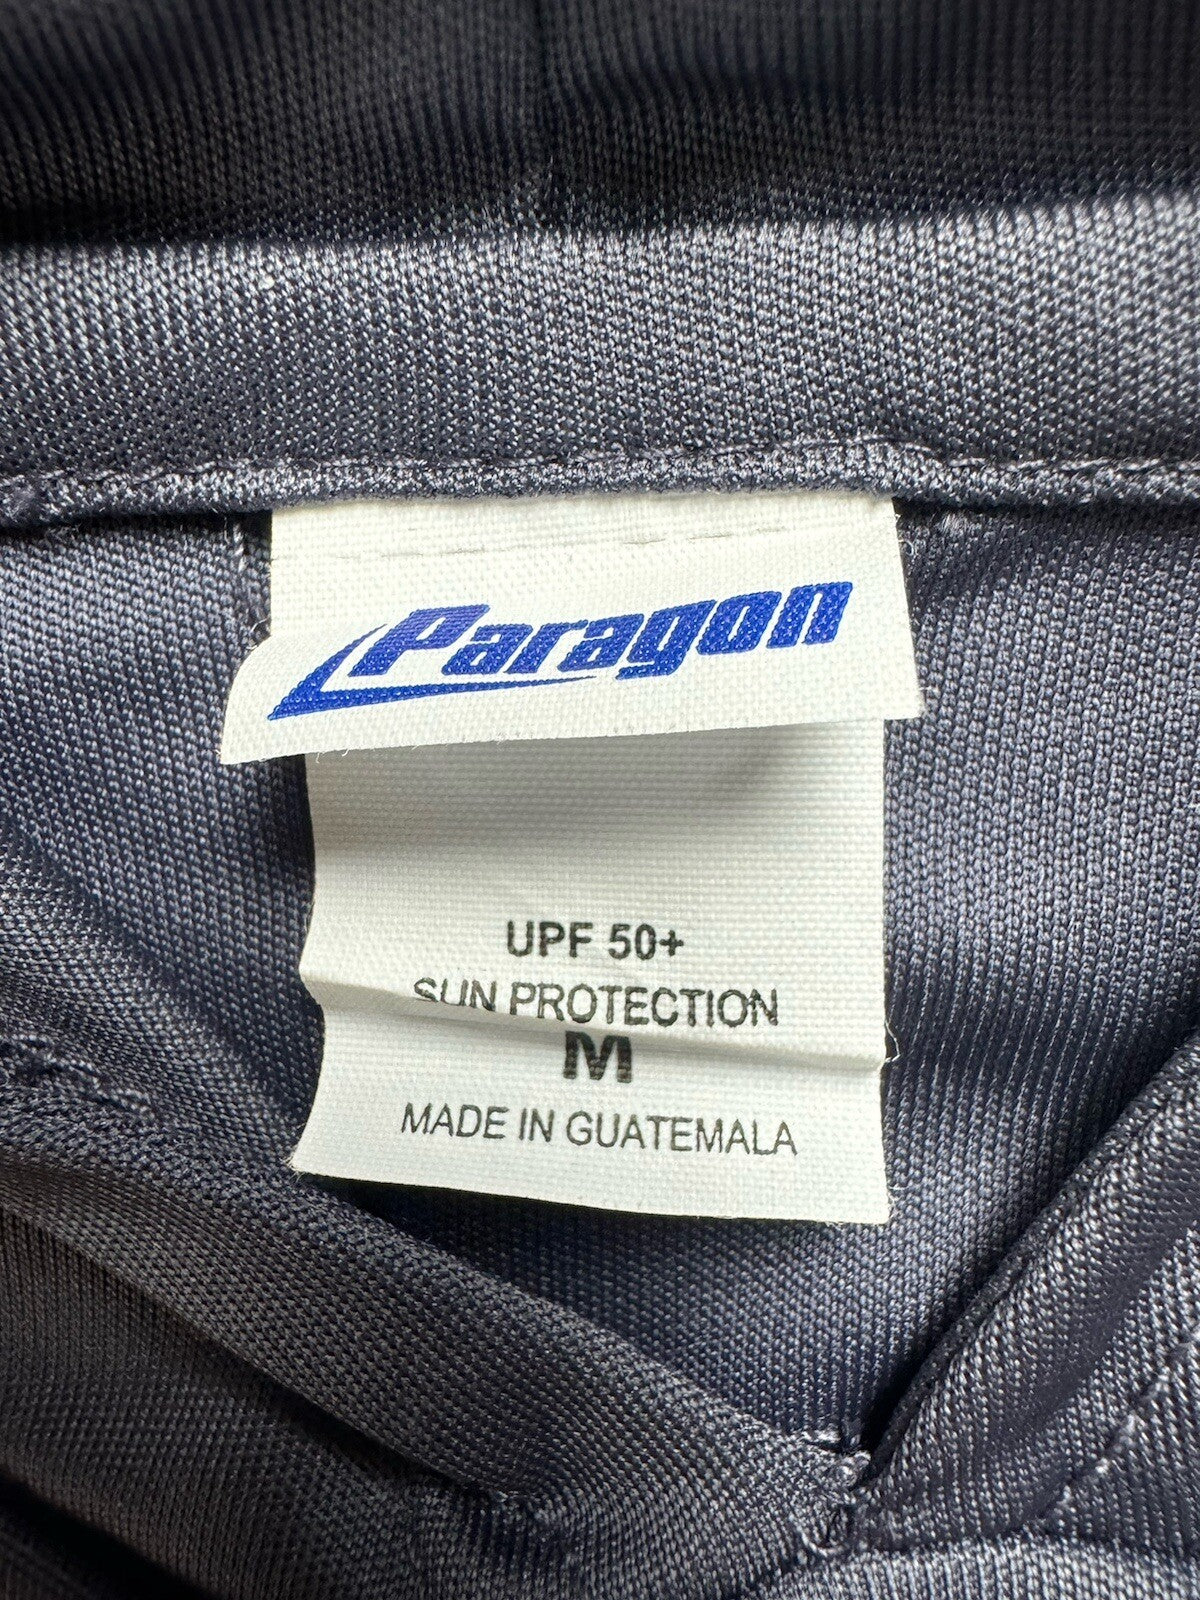 Paragon
UPF 50+
SUN PROTECTION
M
MADE IN GUATEMALA